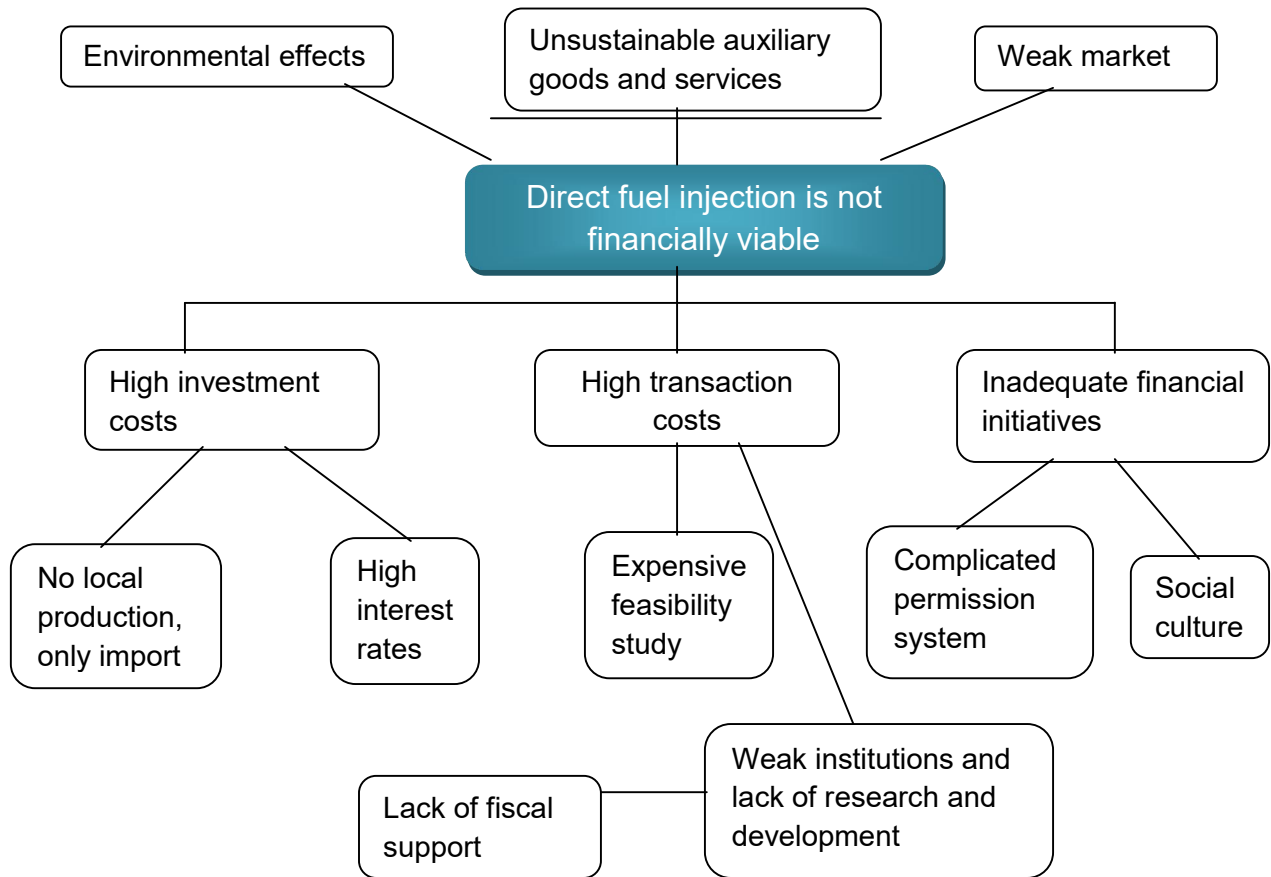 Environmental effects
Unsustainable auxiliary
goods and services
Weak market
Direct fuel injection is not
financially viable
High investment
costs
High transaction
costs
Inadequate financial
initiatives
No local
production,
only import
High
interest
rates
Expensive
feasibility
study
Complicated
permission
system
Social
culture
Weak institutions and
lack of research and
development
Lack of fiscal
support